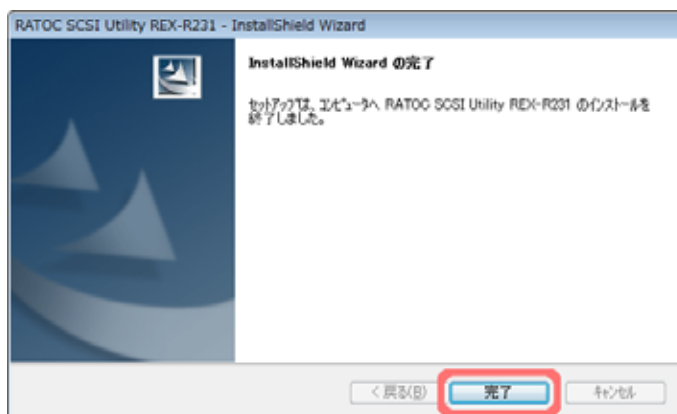 RATOC SCSI Utility REX-R231 - InstallShield Wizard
InstallShield Wizard の完了
セットアップは、コンピュータへ RATOC SCSI Utility REX-R231 のインストールを
終了しました。
< 戻る(B)
完了
キャンセル